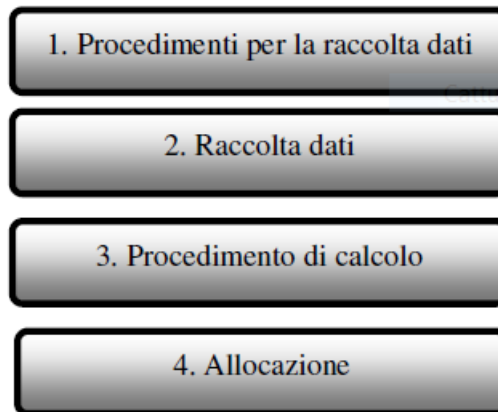 1. Procedimenti per la raccolta dati
2. Raccolta dati
3. Procedimento di calcolo
4. Allocazione